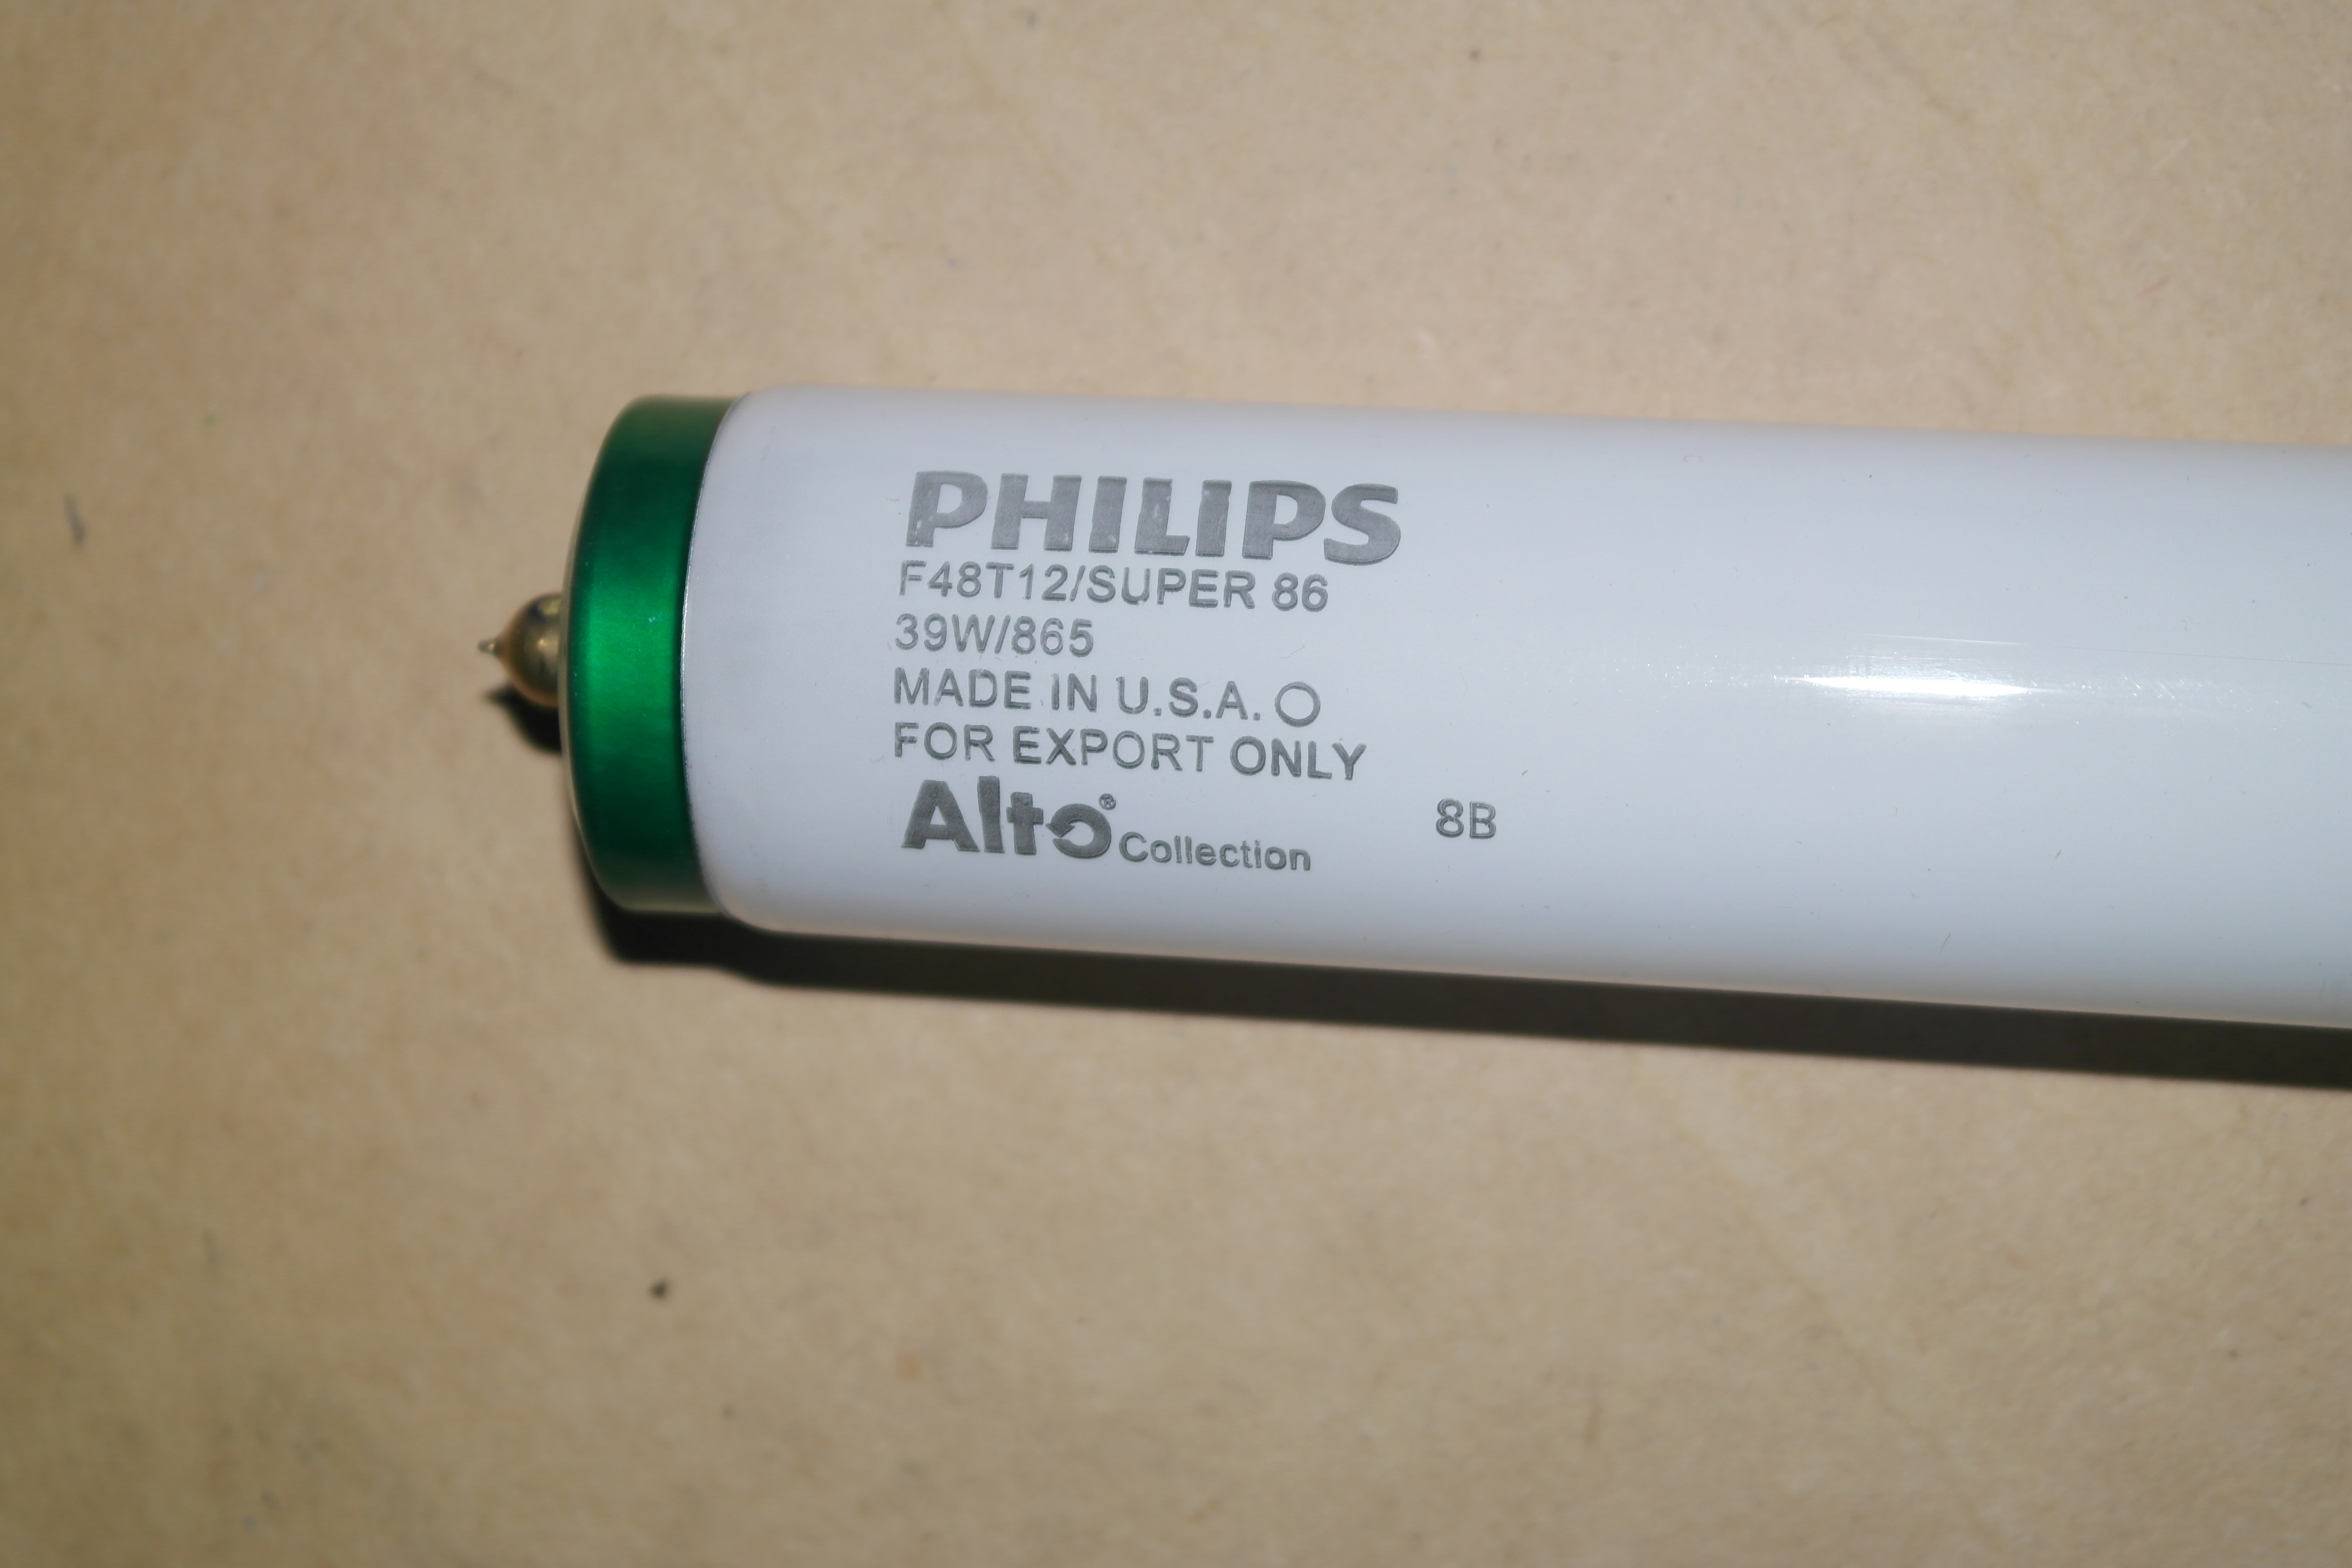 PHILIPS
F48T12/SUPER 86
39W/865
MADE IN U.S.A.
FOR EXPORT ONLY
Alto® Collection
8B